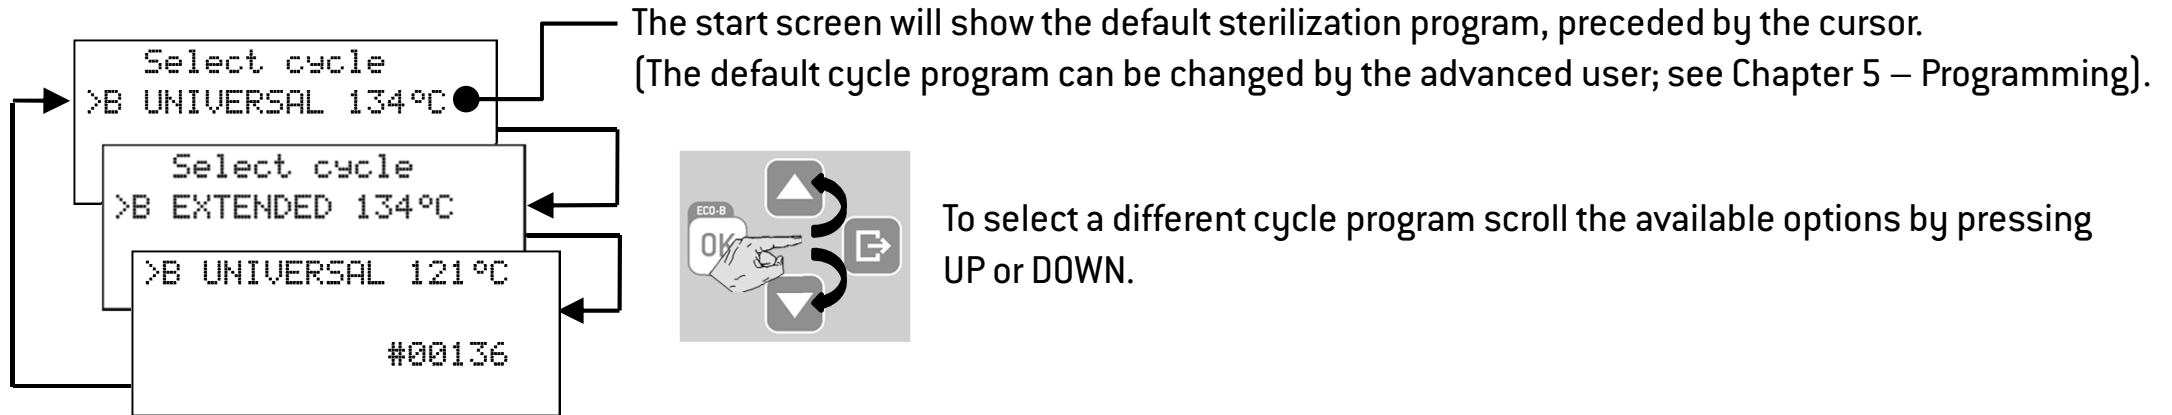 The start screen will show the default sterilization program, preceded by the cursor.
(The default cycle program can be changed by the advanced user; see Chapter 5 – Programming).
Select cycle
>B UNIVERSAL 134°C
Select cycle
>B EXTENDED 134°C
>B UNIVERSAL 121°C
#00136
ECO-B
OK
To select a different cycle program scroll the available options by pressing
UP or DOWN.